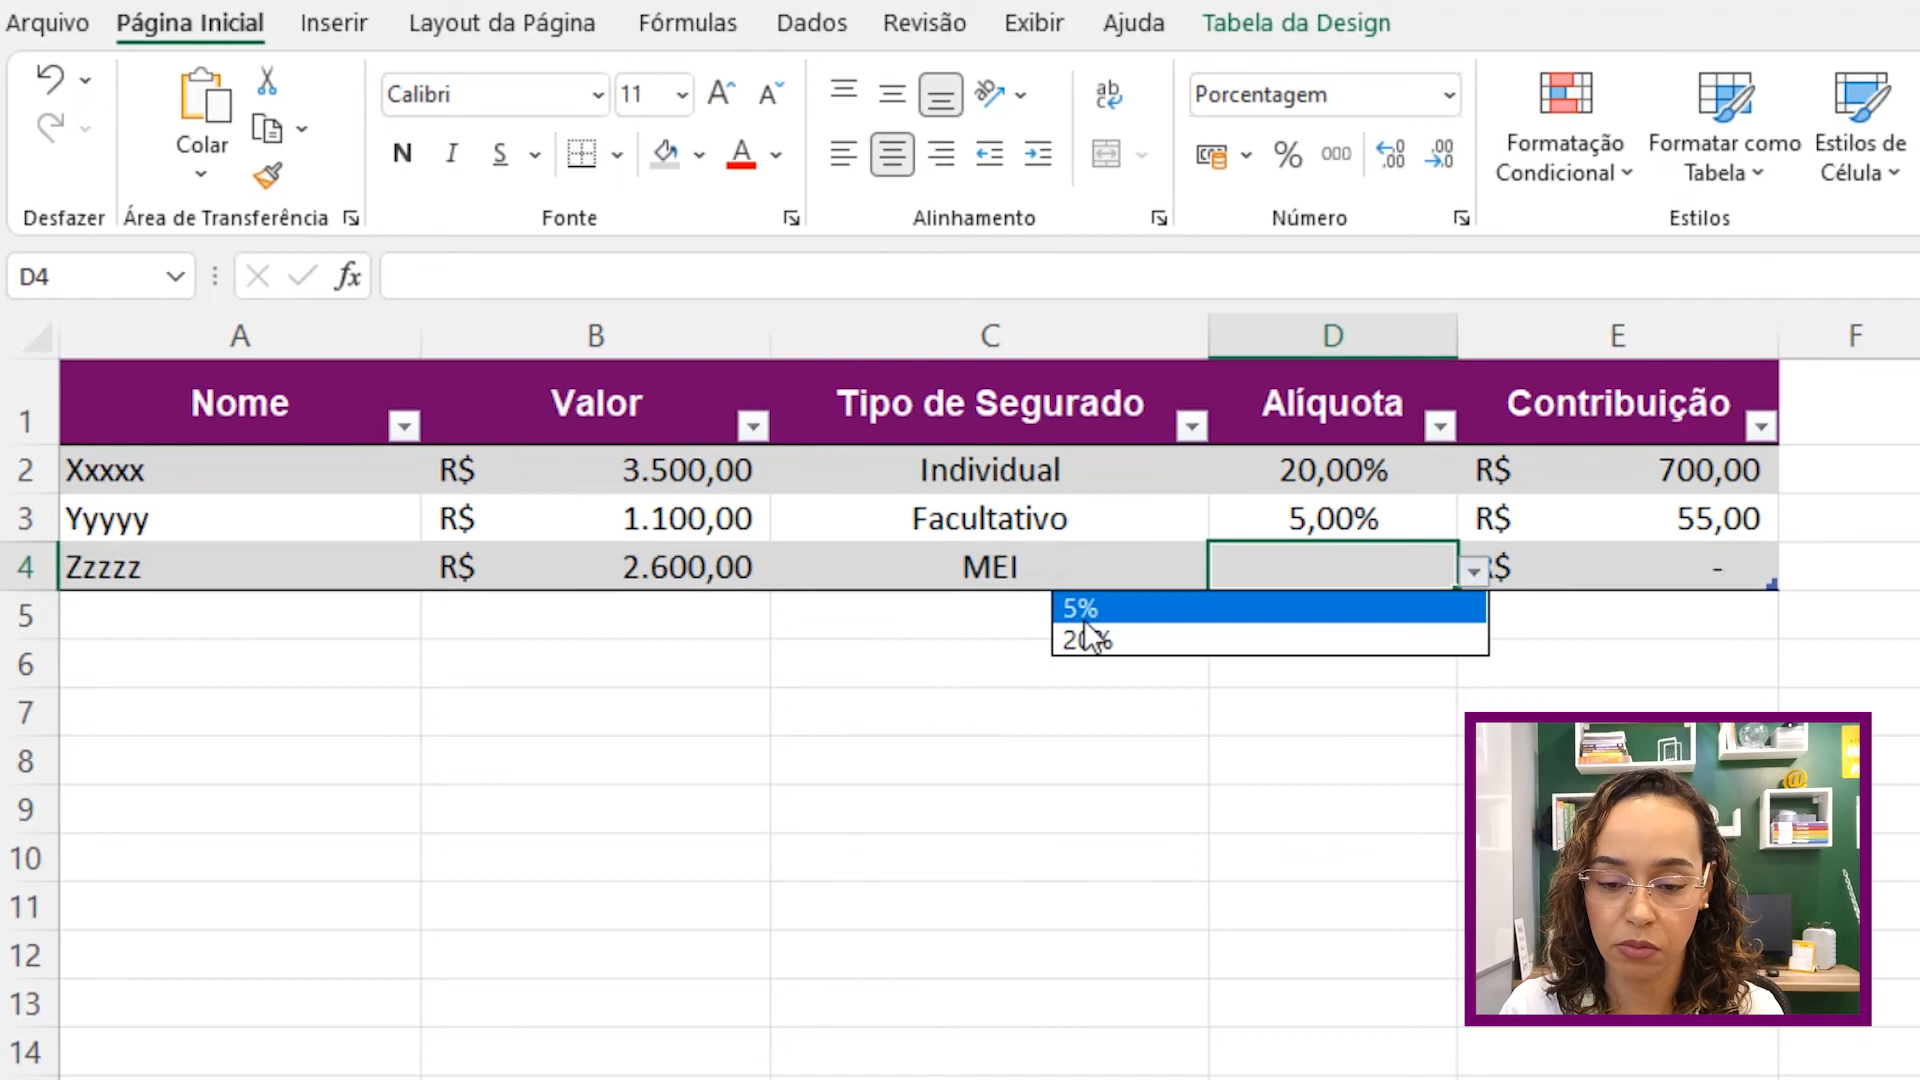 Arquivo Página Inicial Inserir Layout da Página Fórmulas Dados Revisão Exibir Ajuda Tabela da Design
Calibri 11 ab Porcentagem
Colar N I S A % 000 Formatação Condicional Formatar como Tabela Estilos de Célula
Desfazer Área de Transferência Fonte Alinhamento Número Estilos
D4 fx
A B C D E F
1 Nome Valor Tipo de Segurado Alíquota Contribuição
2 Xxxxx R$ 3.500,00 Individual 20,00% R$ 700,00
3 Yyyyy R$ 1.100,00 Facultativo 5,00% R$ 55,00
4 Zzzzz R$ 2.600,00 MEI R$ -
5%
20%
5
6
7
8
9
10
11
12
13
14